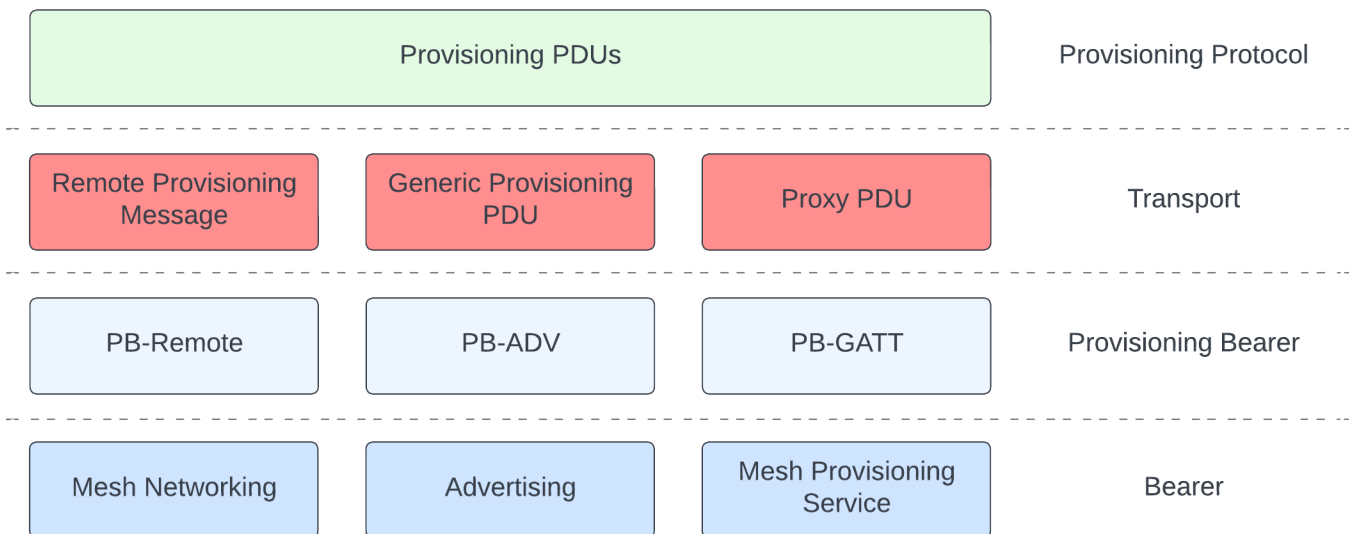 Provisioning PDUs
Provisioning Protocol
Remote Provisioning
Message
Generic Provisioning
PDU
Proxy PDU
Transport
PB-Remote
PB-ADV
PB-GATT
Provisioning Bearer
Mesh Networking
Advertising
Mesh Provisioning
Service
Bearer